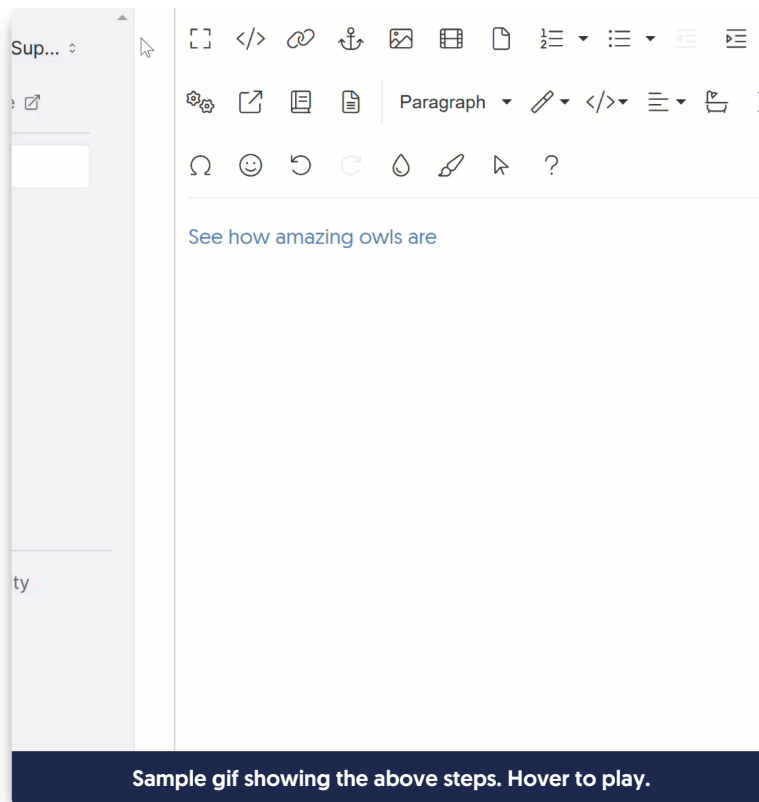 Sup...
Paragraph
See how amazing owls are
ty
Sample gif showing the above steps. Hover to play.